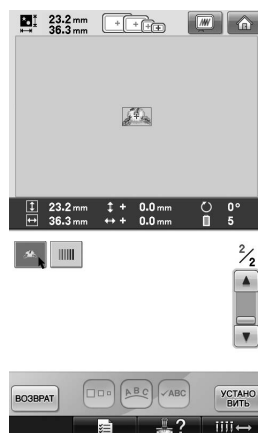 23.2 mm
36.3 mm
23.2 mm + 0.0 mm 0°
36.3 mm + 0.0 mm 5
2/2
ВОЗВРАТ
ABC
ABC
УСТАНО
ВИТЬ
?